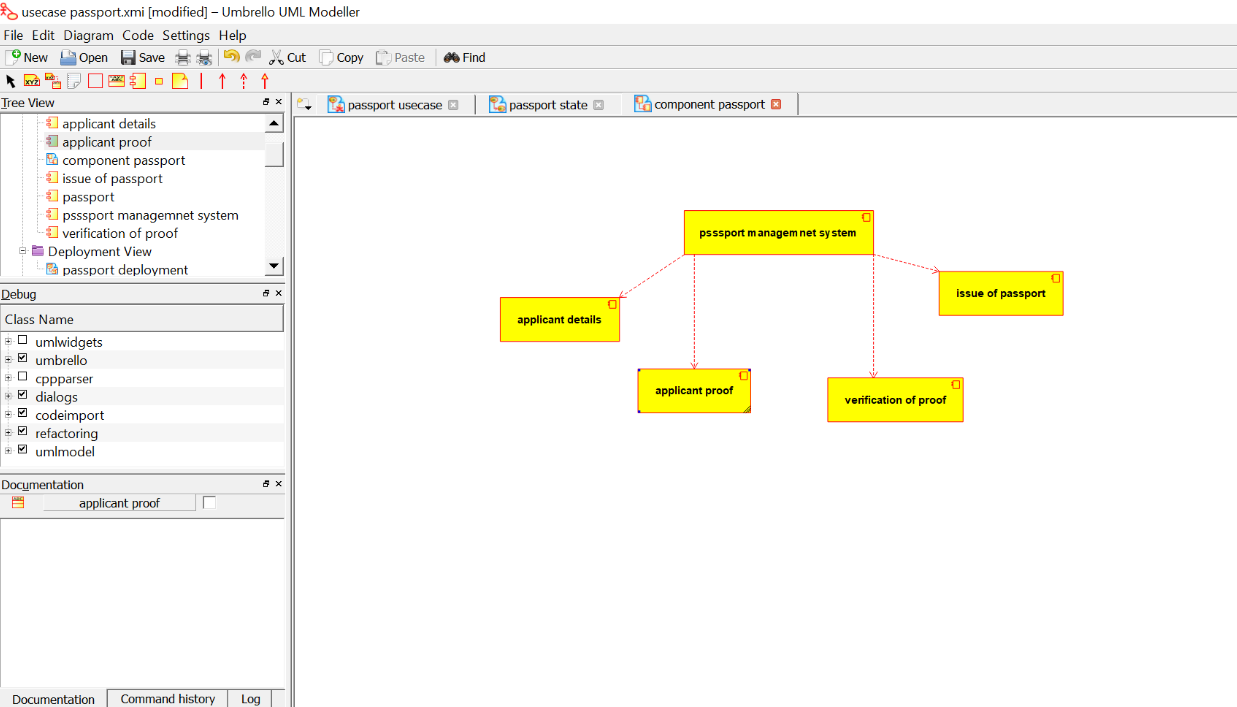 usecase passport.xmi [modified] – Umbrello UML Modeller
File Edit Diagram Code Settings Help
New Open Save Cut Copy Paste Find
Tree View
applicant details
applicant proof
component passport
issue of passport
passport
psssport managemnet system
verification of proof
Deployment View
passport deployment
Debug
Class Name
umlwidgets
umbrello
cppparser
dialogs
codeimport
refactoring
umlmodel
Documentation
applicant proof
Documentation Command history Log
passport usecase passport state component passport
psssport managemnet system
issue of passport
applicant details
applicant proof
verification of proof